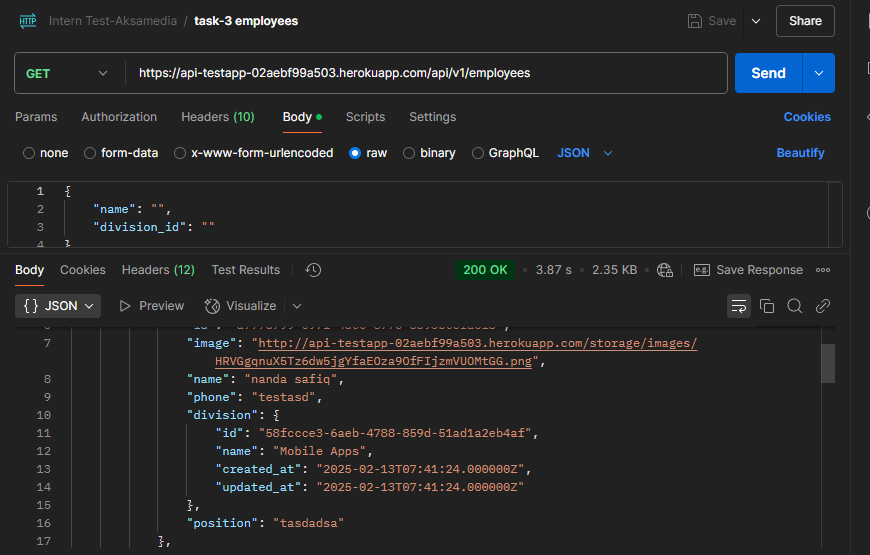 HTTP Intern Test-Aksamedia / task-3 employees Save Share
GET https://api-testapp-02aebf99a503.herokuapp.com/api/v1/employees Send
Params Authorization Headers (10) Body Scripts Settings Cookies
none form-data x-www-form-urlencoded raw binary GraphQL JSON Beautify
1 {
2 "name": "",
3 "division_id": ""
4 }
Body Cookies Headers (12) Test Results 200 OK 3.87 s 2.35 KB e.g. Save Response
{} JSON Preview Visualize
7 "image": "http://api-testapp-02aebf99a503.herokuapp.com/storage/images/
HRVGgqnuX5Tz6dw5jgYfaEOza9OfFIjzmVUOMtGG.png",
8 "name": "nanda safiq",
9 "phone": "testasd",
10 "division": {
11 "id": "58fccce3-6aeb-4788-859d-51ad1a2eb4af",
12 "name": "Mobile Apps",
13 "created_at": "2025-02-13T07:41:24.000000Z",
14 "updated_at": "2025-02-13T07:41:24.000000Z"
15 },
16 "position": "tasdadsa"
17 },